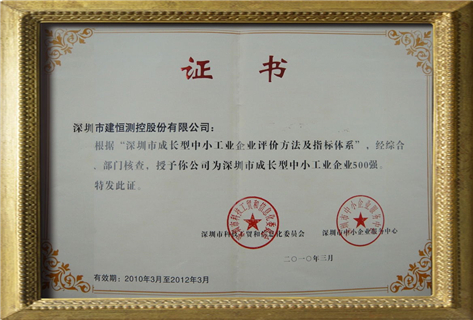 证书
深圳市建恒测控股份有限公司：
根据“深圳市成长型中小工业企业评价方法及指标体系”，经综合
、部门核查，授予你公司为深圳市成长型中小工业企业500强。
特发此证。
深圳市科技工贸和信息化委员会
深圳市中小企业服务中心
二〇一〇年三月
有效期：2010年3月至2012年3月